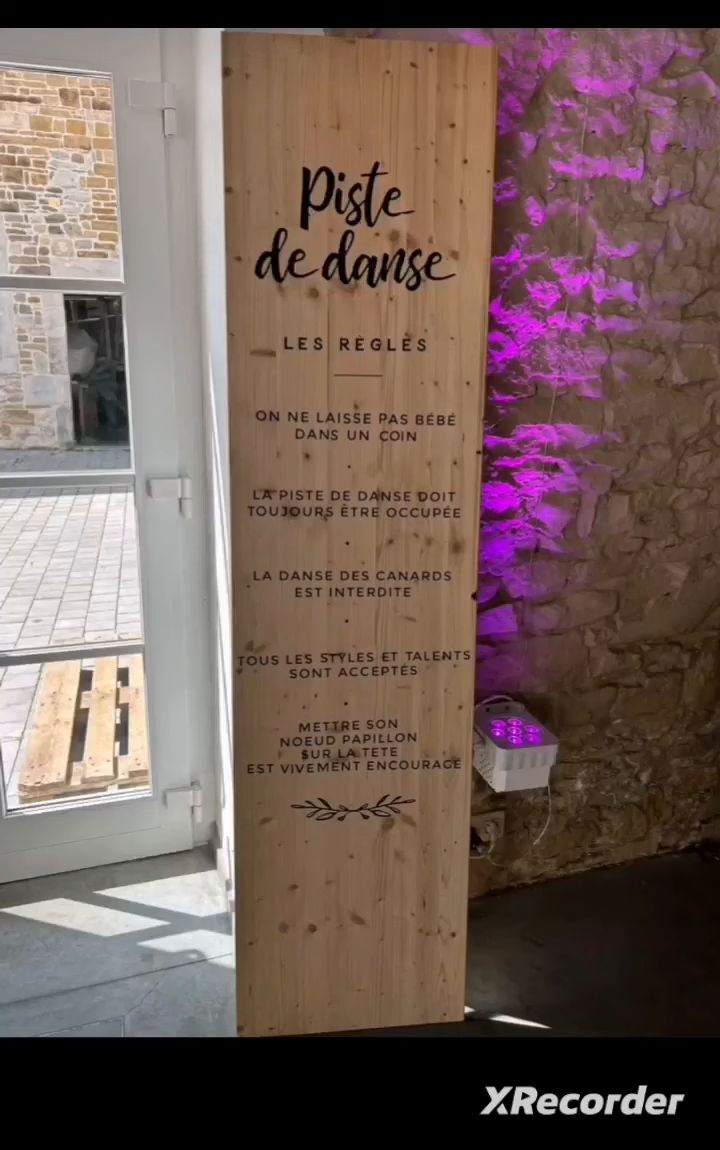 Piste
de danse
LES RÈGLES
ON NE LAISSE PAS BÉBÉ
DANS UN COIN
LA PISTE DE DANSE DOIT
TOUJOURS ÊTRE OCCUPÉE
LA DANSE DES CANARDS
EST INTERDITE
TOUS LES STYLES ET TALENTS
SONT ACCEPTÉS
METTRE SON
NOEUD PAPILLON
SUR LA TETE
EST VIVEMENT ENCOURAGÉ
XRecorder